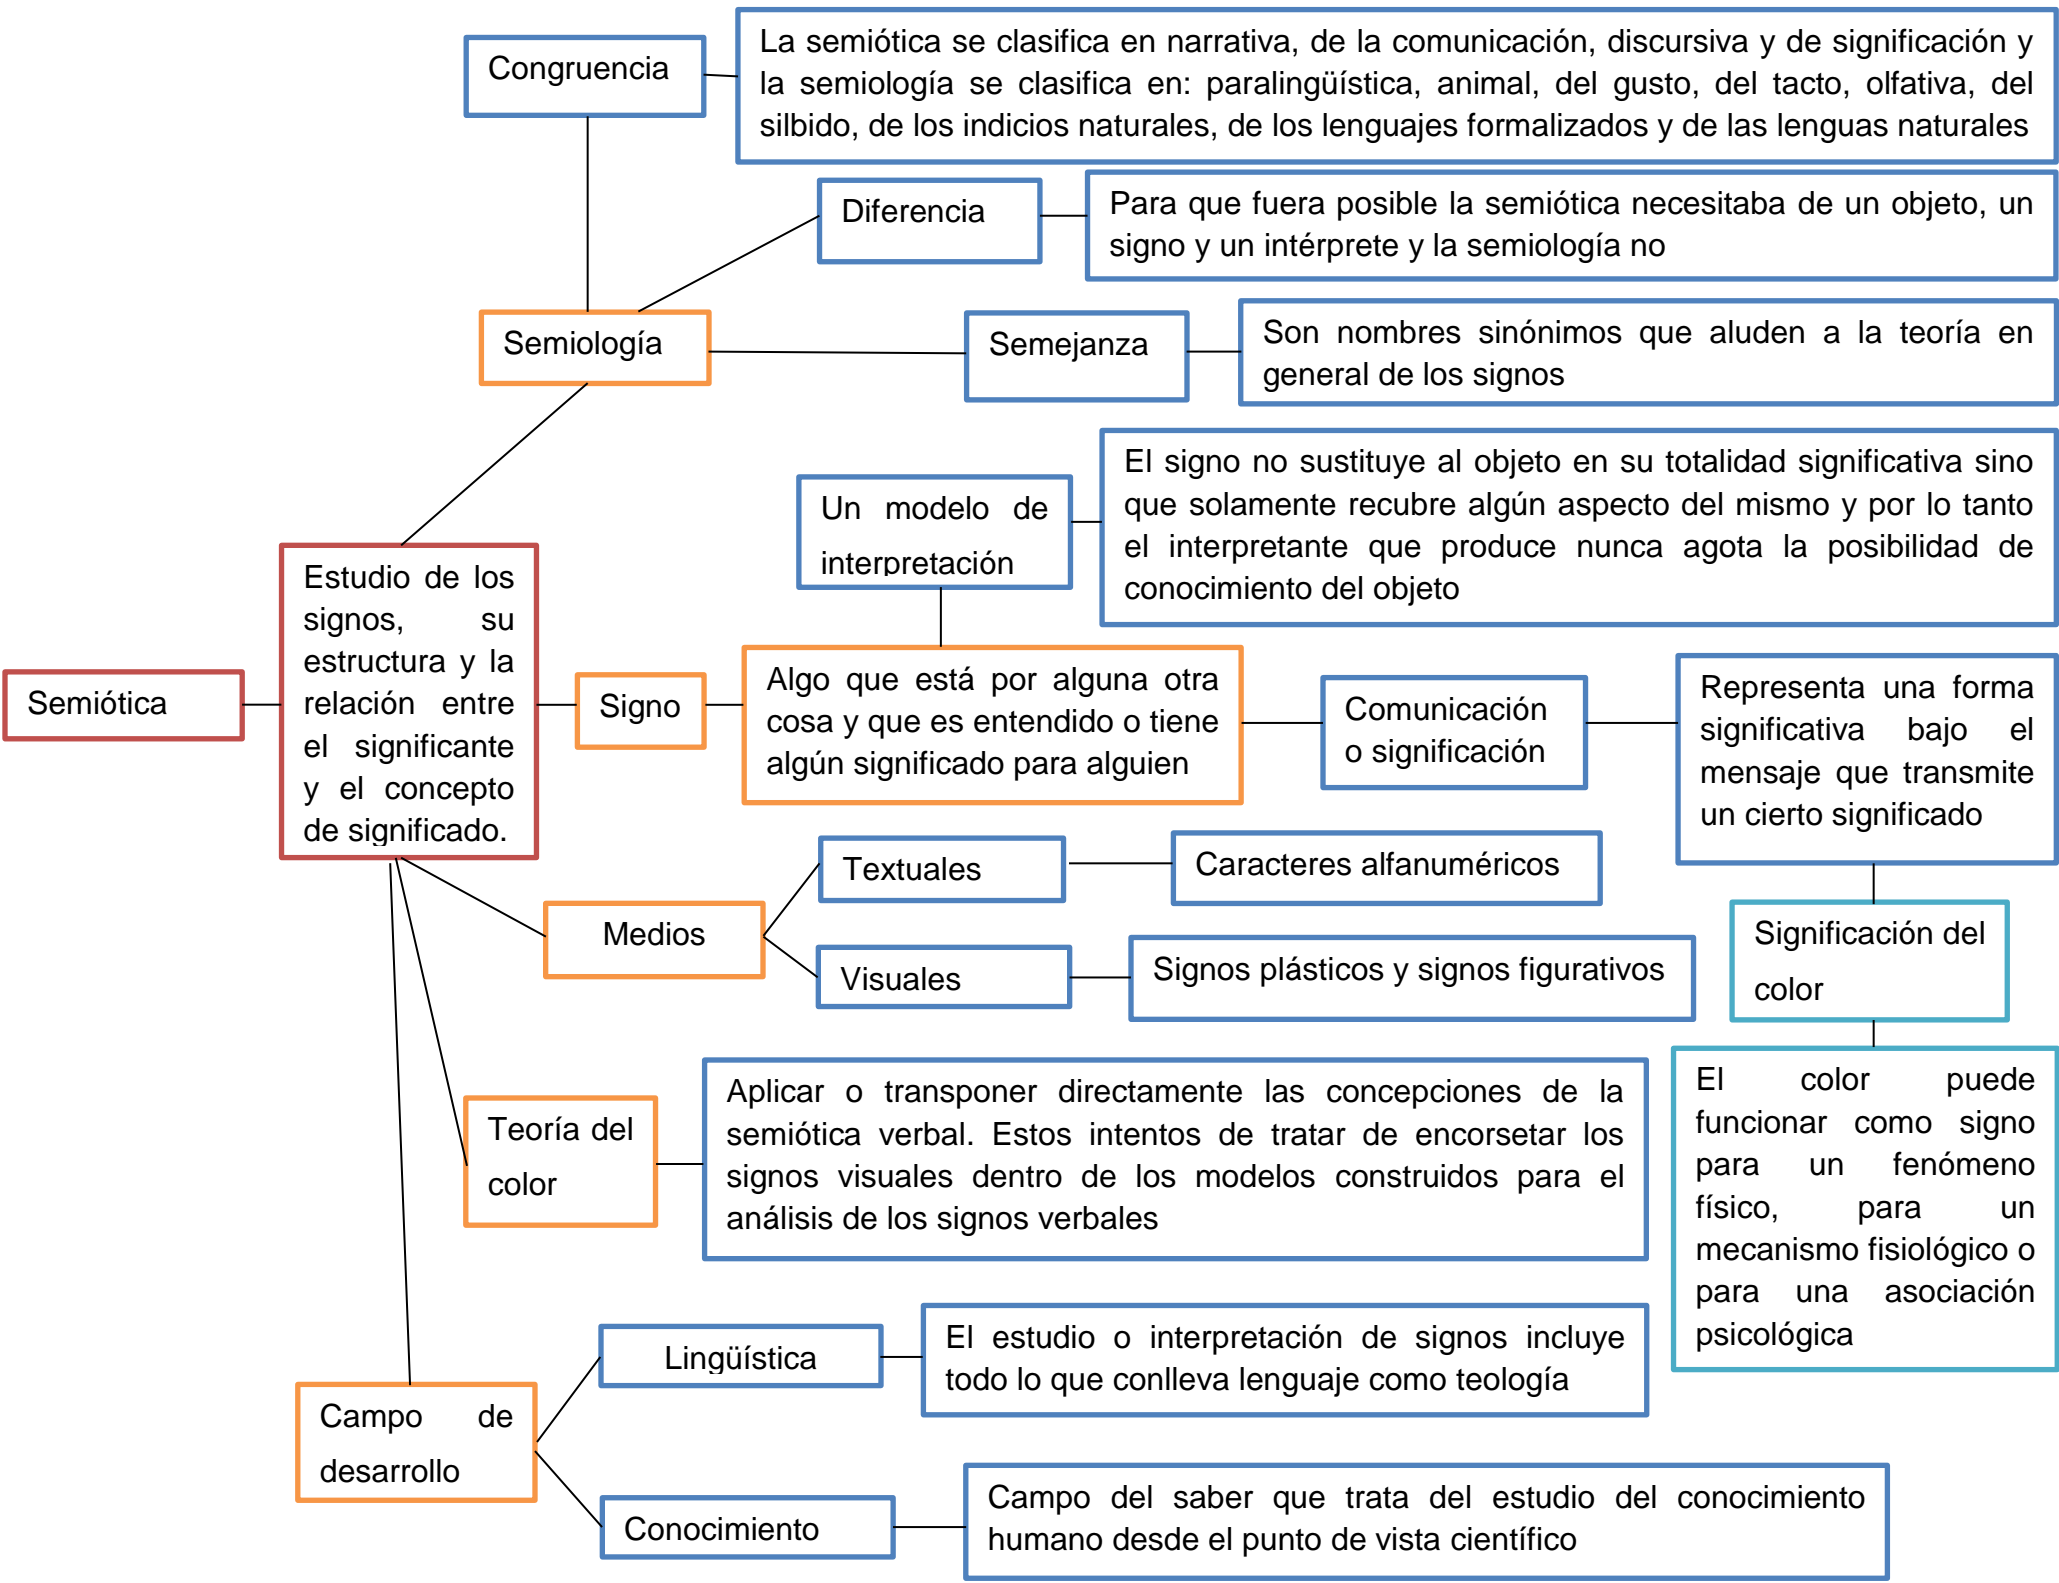 Congruencia
La semiótica se clasifica en narrativa, de la comunicación, discursiva y de significación y
la semiología se clasifica en: paralingüística, animal, del gusto, del tacto, olfativa, del
silbido, de los indicios naturales, de los lenguajes formalizados y de las lenguas naturales
Diferencia
Para que fuera posible la semiótica necesitaba de un objeto, un
signo y un intérprete y la semiología no
Semiología
Semejanza
Son nombres sinónimos que aluden a la teoría en
general de los signos
Un modelo de
interpretación
El signo no sustituye al objeto en su totalidad significativa sino
que solamente recubre algún aspecto del mismo y por lo tanto
el interpretante que produce nunca agota la posibilidad de
conocimiento del objeto
Semiótica
Estudio de los
signos, su
estructura y la
relación entre
el significante
y el concepto
de significado.
Signo
Algo que está por alguna otra
cosa y que es entendido o tiene
algún significado para alguien
Comunicación
o significación
Representa una forma
significativa bajo el
mensaje que transmite
un cierto significado
Textuales
Caracteres alfanuméricos
Medios
Visuales
Signos plásticos y signos figurativos
Significación del
color
El color puede
funcionar como signo
para un fenómeno
físico, para un
mecanismo fisiológico o
para una asociación
psicológica
Teoría del
color
Aplicar o transponer directamente las concepciones de la
semiótica verbal. Estos intentos de tratar de encorsetar los
signos visuales dentro de los modelos construidos para el
análisis de los signos verbales
Lingüística
El estudio o interpretación de signos incluye
todo lo que conlleva lenguaje como teología
Campo de
desarrollo
Conocimiento
Campo del saber que trata del estudio del conocimiento
humano desde el punto de vista científico